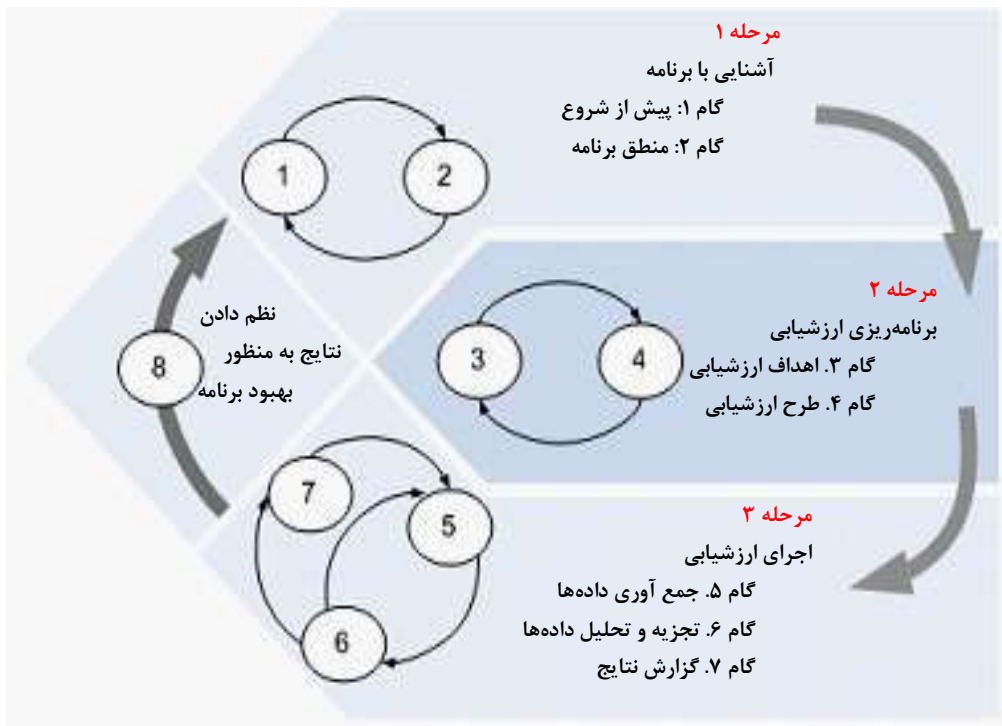 مرحله ۱
آشنایی با برنامه
گام ۱: پیش از شروع
گام ۲: منطق برنامه
1
2
مرحله ۲
برنامه‌ریزی ارزشیابی
گام ۳. اهداف ارزشیابی
گام ۴. طرح ارزشیابی
3
4
مرحله ۳
اجرای ارزشیابی
گام ۵. جمع آوری داده‌ها
گام ۶. تجزیه و تحلیل داده‌ها
گام ۷. گزارش نتایج
7
5
6
نظم دادن
نتایج به منظور
بهبود برنامه
8